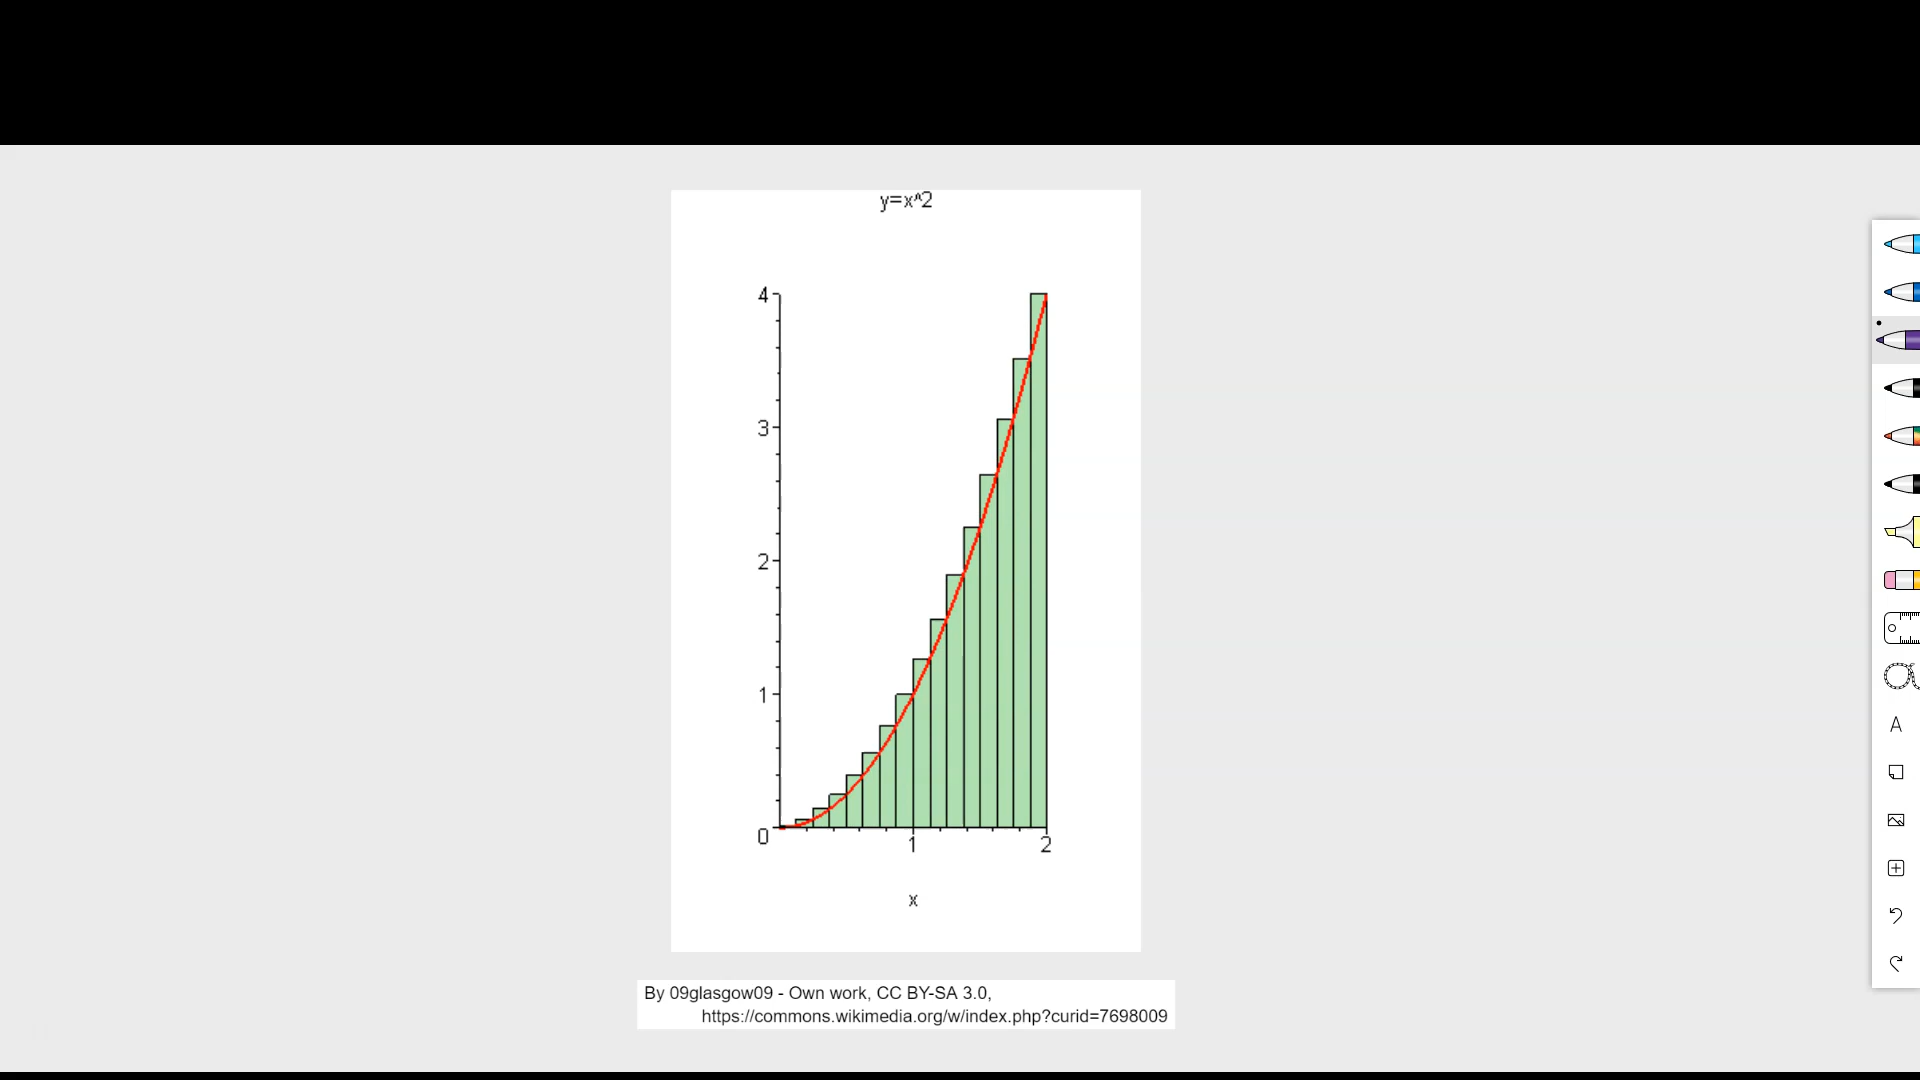 y=x^2
4
3
2
1
0
1
2
x
By 09glasgow09 - Own work, CC BY-SA 3.0,
https://commons.wikimedia.org/w/index.php?curid=7698009
A